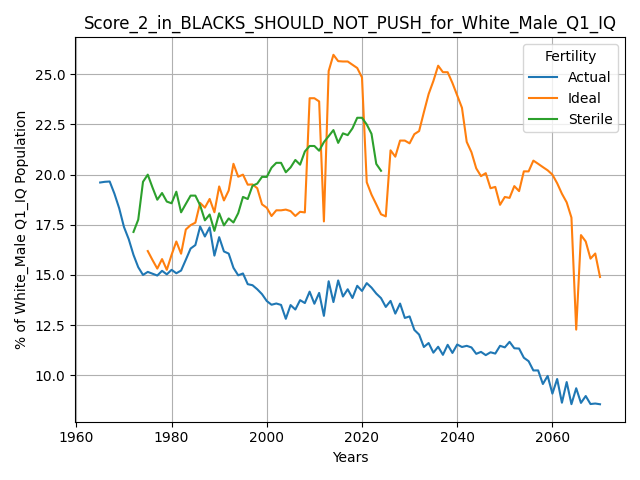 Score_2_in_BLACKS_SHOULD_NOT_PUSH_for_White_Male_Q1_IQ
Fertility
Actual
Ideal
Sterile
% of White_Male Q1_IQ Population
25.0
22.5
20.0
17.5
15.0
12.5
10.0
1960 1980 2000 2020 2040 2060
Years